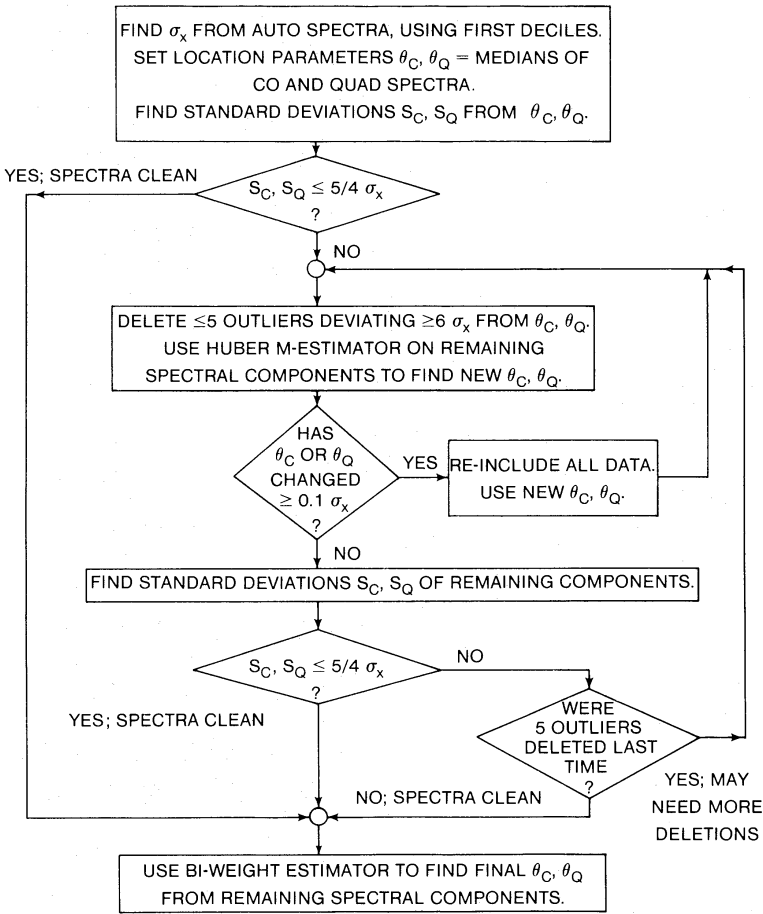 FIND σx FROM AUTO SPECTRA, USING FIRST DECILES.
SET LOCATION PARAMETERS θC, θQ = MEDIANS OF
CO AND QUAD SPECTRA.
FIND STANDARD DEVIATIONS SC, SQ FROM θC, θQ.
YES; SPECTRA CLEAN
SC, SQ ≤ 5/4 σx
?
NO
DELETE ≤5 OUTLIERS DEVIATING ≥6 σx FROM θC, θQ.
USE HUBER M-ESTIMATOR ON REMAINING
SPECTRAL COMPONENTS TO FIND NEW θC, θQ.
HAS
θC OR θQ
CHANGED
≥ 0.1 σx
?
YES
RE-INCLUDE ALL DATA.
USE NEW θC, θQ.
NO
FIND STANDARD DEVIATIONS SC, SQ OF REMAINING COMPONENTS.
SC, SQ ≤ 5/4 σx
?
NO
YES; SPECTRA CLEAN
WERE
5 OUTLIERS
DELETED LAST
TIME
?
YES; MAY
NEED MORE
DELETIONS
NO; SPECTRA CLEAN
USE BI-WEIGHT ESTIMATOR TO FIND FINAL θC, θQ
FROM REMAINING SPECTRAL COMPONENTS.